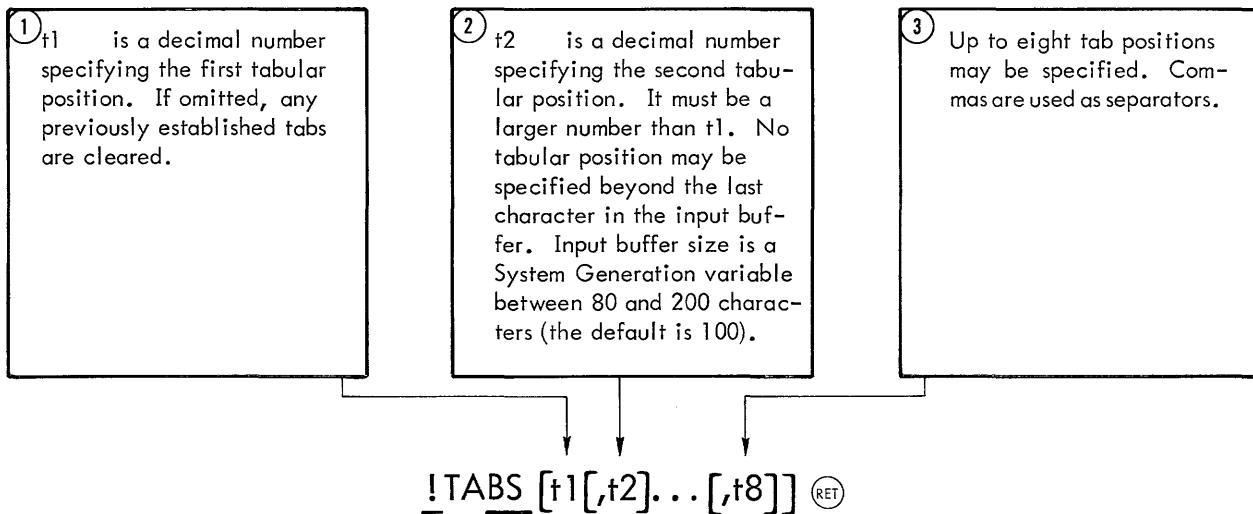 1
t1 is a decimal number
specifying the first tabular
position. If omitted, any
previously established tabs
are cleared.
2
t2 is a decimal number
specifying the second tabu-
lar position. It must be a
larger number than t1. No
tabular position may be
specified beyond the last
character in the input buf-
fer. Input buffer size is a
System Generation variable
between 80 and 200 charac-
ters (the default is 100).
3
Up to eight tab positions
may be specified. Com-
mas are used as separators.
!TABS [t1[,t2]...[,t8]] RET